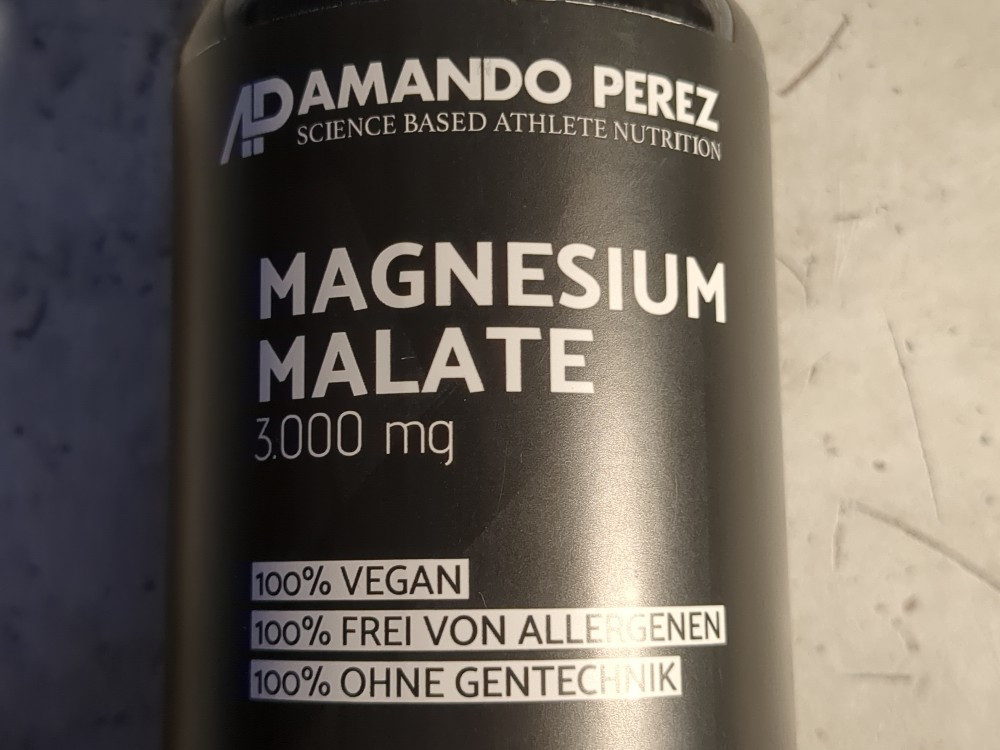 AP AMANDO PEREZ
SCIENCE BASED ATHLETE NUTRITION
MAGNESIUM
MALATE
3.000 mg
100% VEGAN
100% FREI VON ALLERGENEN
100% OHNE GENTECHNIK